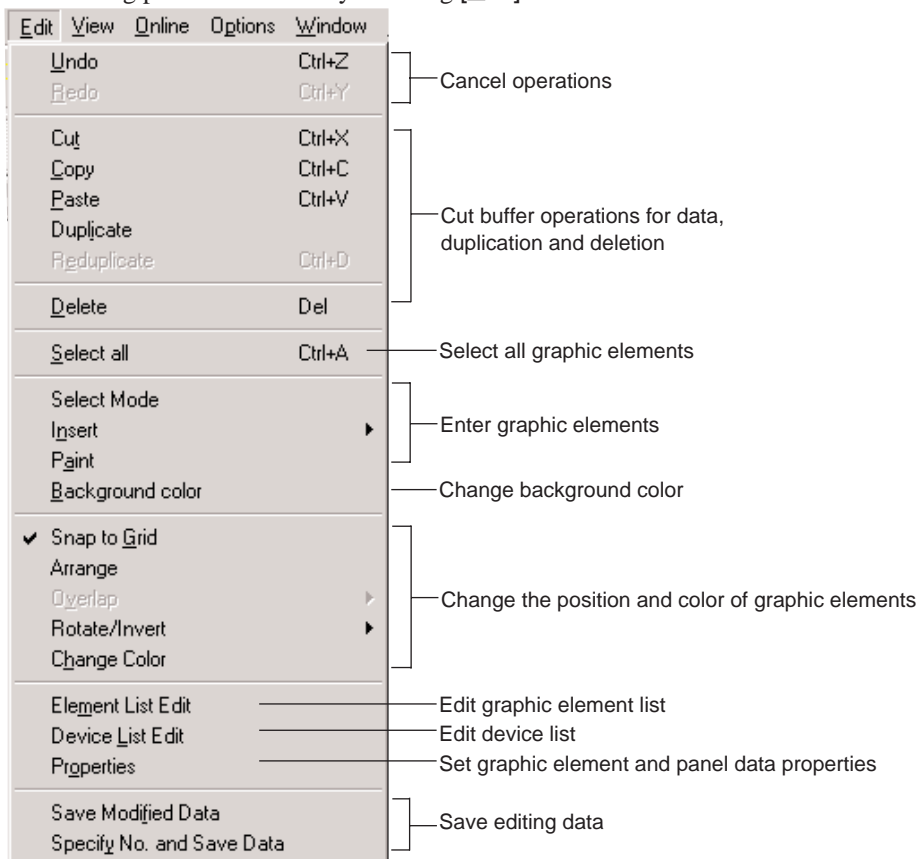 Edit View Online Options Window
Undo Ctrl+Z
Cancel operations
Redo Ctrl+Y
Cut Ctrl+X
Copy Ctrl+C
Paste Ctrl+V
Cut buffer operations for data,
duplication and deletion
Duplicate
Reduplicate Ctrl+D
Delete Del
Select all Ctrl+A
Select all graphic elements
Select Mode
Insert
Enter graphic elements
Paint
Background color
Change background color
Snap to Grid
Arrange
Overlap
Change the position and color of graphic elements
Rotate/Invert
Change Color
Element List Edit
Edit graphic element list
Device List Edit
Edit device list
Properties
Set graphic element and panel data properties
Save Modified Data
Save editing data
Specify No. and Save Data